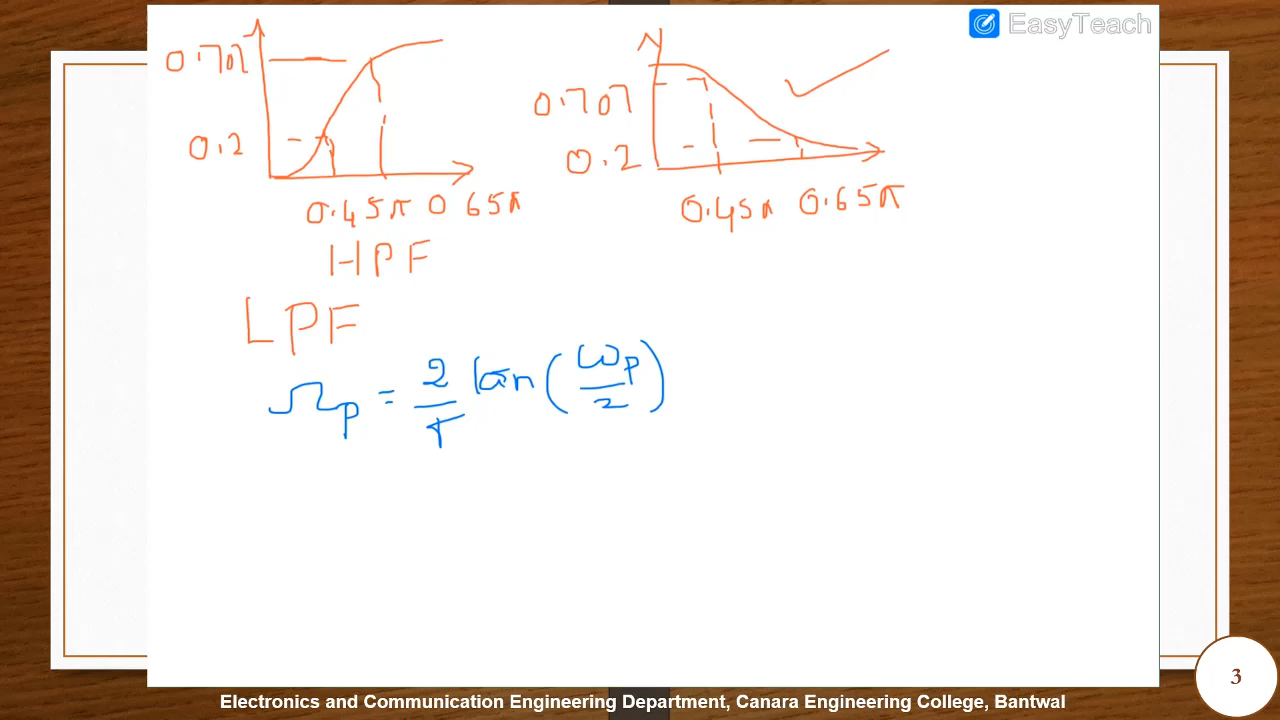 EasyTeach
0.707
0.2
0.45π 0.65π
HPF
0.707
0.2
0.45π 0.65π
LPF
Ωp = 2/T tan(ωp/2)
3
Electronics and Communication Engineering Department, Canara Engineering College, Bantwal